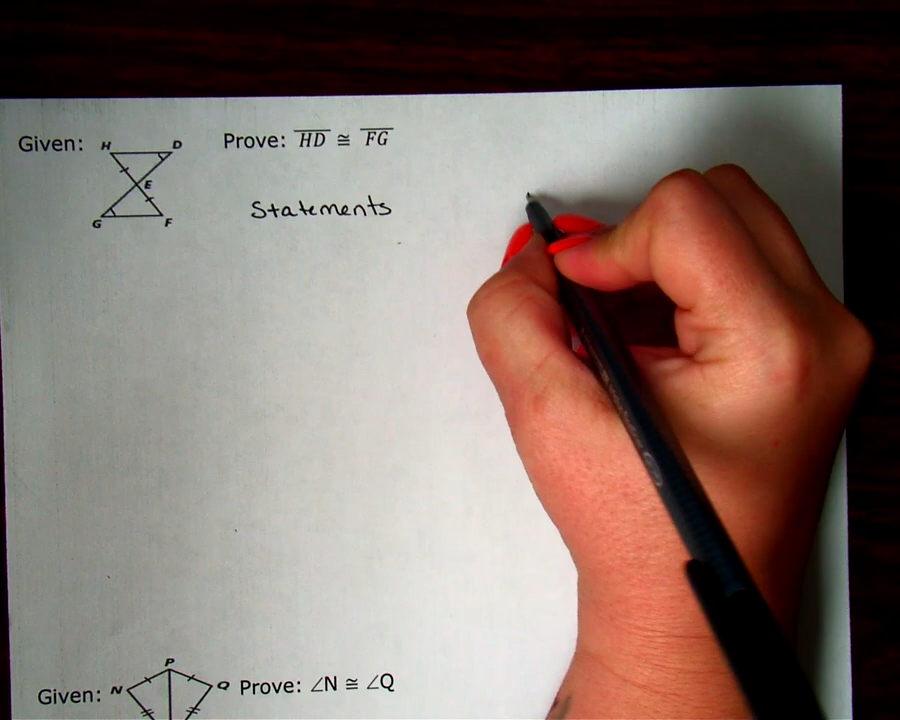 Given: H D Prove: HD ≅ FG
E
G F
Statements
P
Given: N Q Prove: ∠N ≅ ∠Q